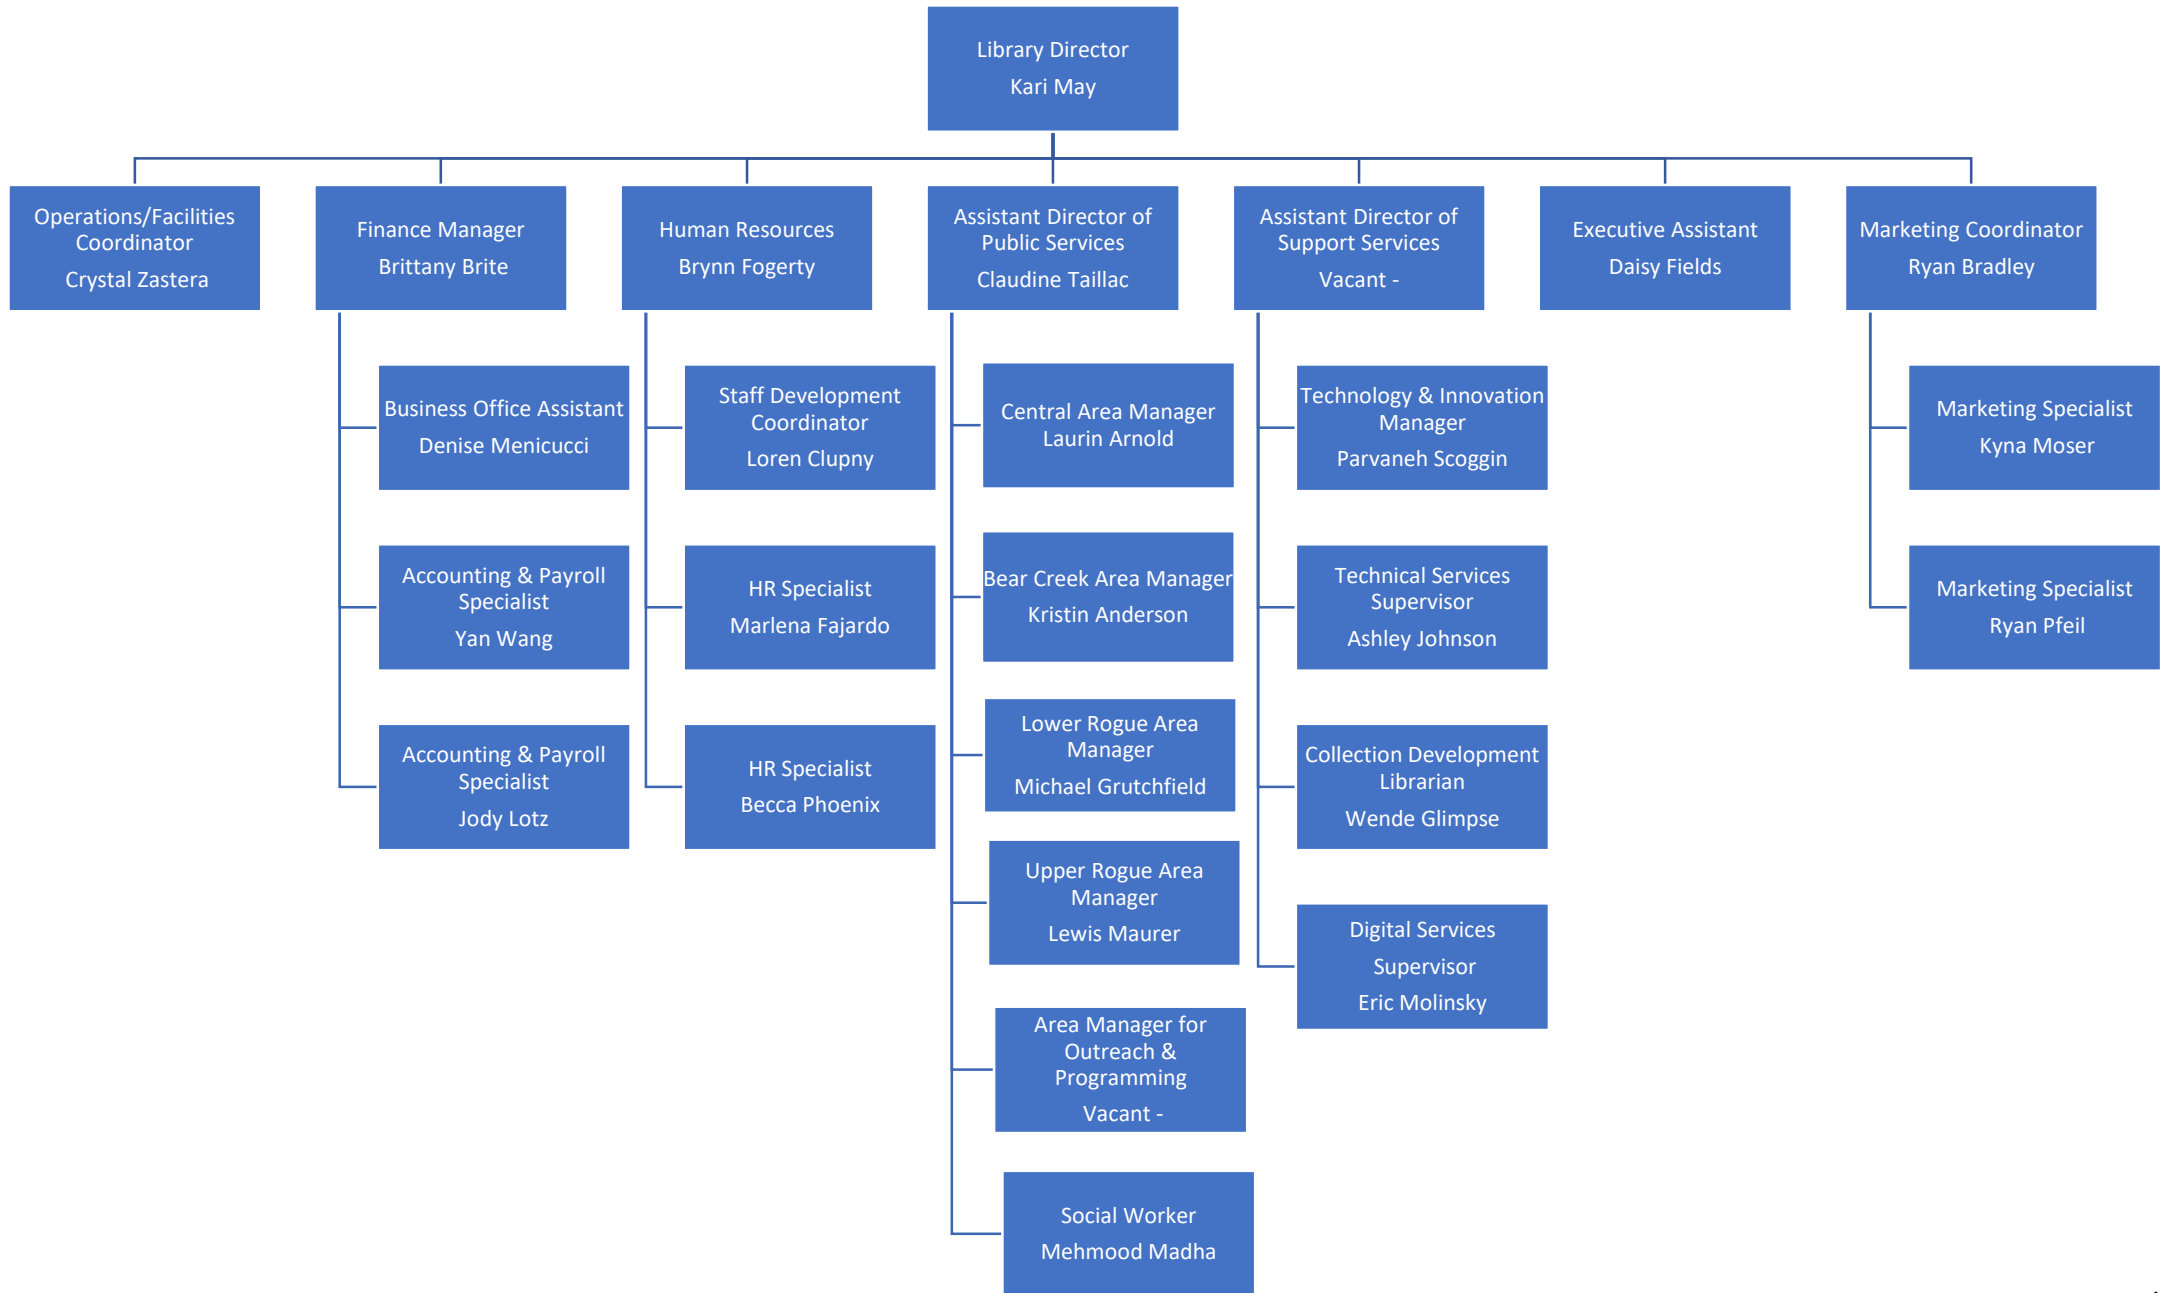 Library Director
Kari May
Operations/Facilities
Coordinator
Crystal Zastera
Finance Manager
Brittany Brite
Human Resources
Brynn Fogerty
Assistant Director of
Public Services
Claudine Taillac
Assistant Director of
Support Services
Vacant -
Executive Assistant
Daisy Fields
Marketing Coordinator
Ryan Bradley
Business Office Assistant
Denise Menicucci
Accounting & Payroll
Specialist
Yan Wang
Accounting & Payroll
Specialist
Jody Lotz
Staff Development
Coordinator
Loren Clupny
HR Specialist
Marlena Fajardo
HR Specialist
Becca Phoenix
Central Area Manager
Laurin Arnold
Bear Creek Area Manager
Kristin Anderson
Lower Rogue Area
Manager
Michael Grutchfield
Upper Rogue Area
Manager
Lewis Maurer
Area Manager for
Outreach &
Programming
Vacant -
Social Worker
Mehmood Madha
Technology & Innovation
Manager
Parvaneh Scoggin
Technical Services
Supervisor
Ashley Johnson
Collection Development
Librarian
Wende Glimpse
Digital Services
Supervisor
Eric Molinsky
Marketing Specialist
Kyna Moser
Marketing Specialist
Ryan Pfeil